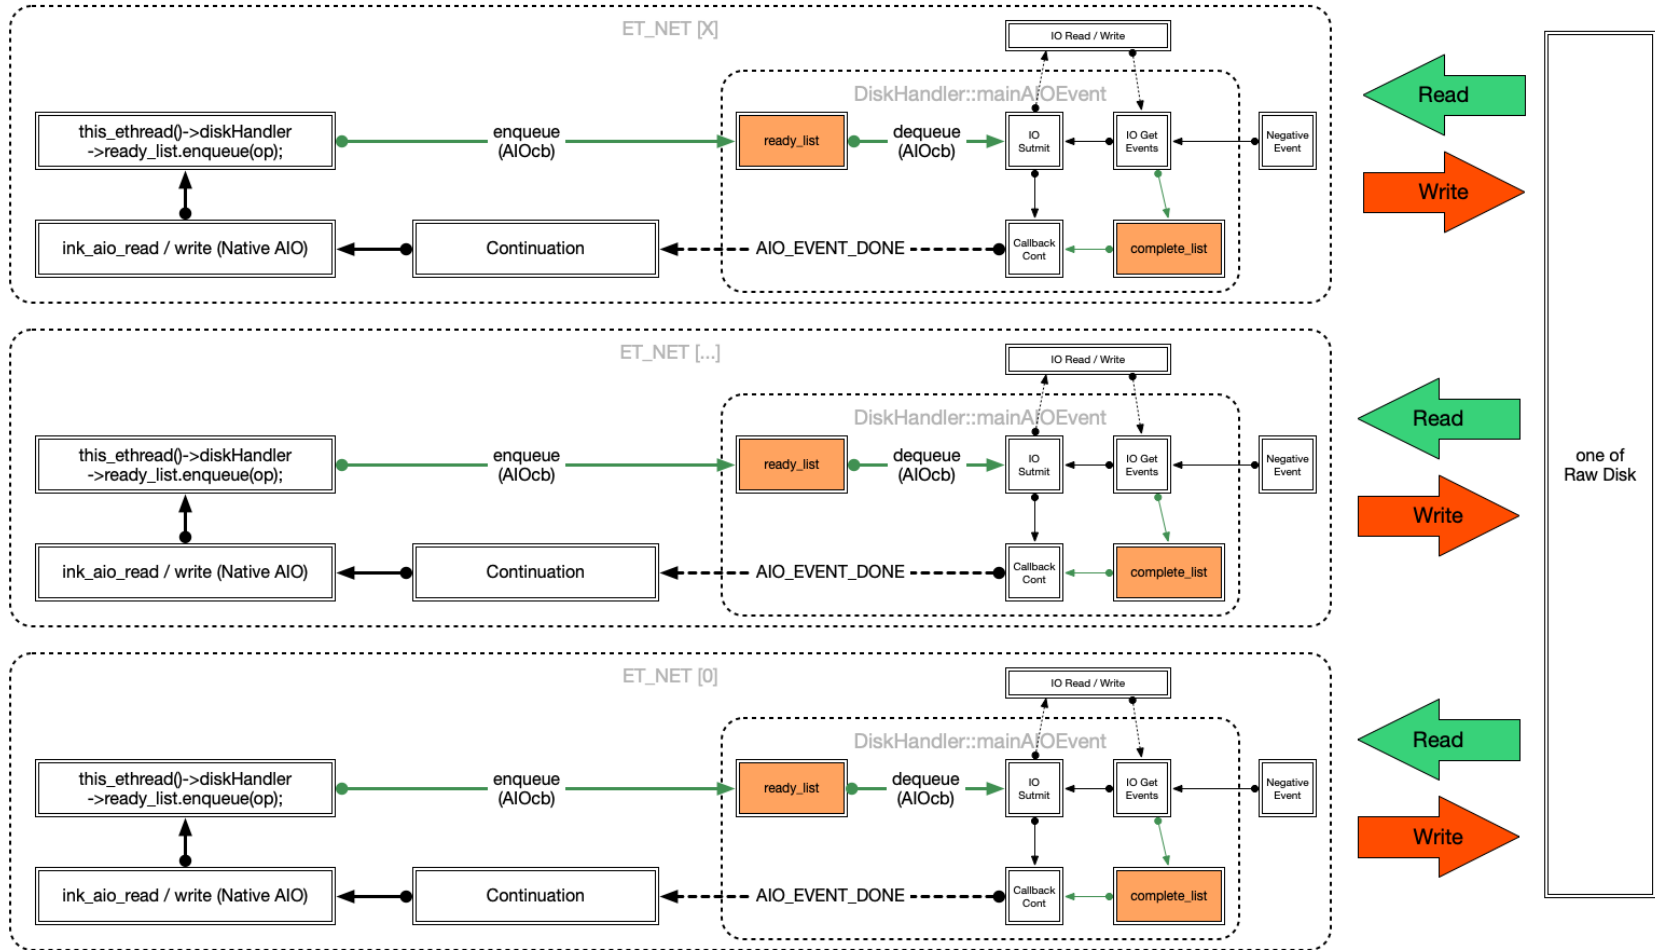 ET_NET [X]
IO Read / Write
DiskHandler::mainAIOEvent
Read
this_ethread()->diskHandler
->ready_list.enqueue(op);
enqueue
(AIOcb)
ready_list
dequeue
(AIOcb)
IO
Sutmit
IO Get
Events
Negative
Event
Write
ink_aio_read / write (Native AIO)
Continuation
AIO_EVENT_DONE
Callback
Cont
complete_list
ET_NET [...]
IO Read / Write
DiskHandler::mainAIOEvent
Read
this_ethread()->diskHandler
->ready_list.enqueue(op);
enqueue
(AIOcb)
ready_list
dequeue
(AIOcb)
IO
Sutmit
IO Get
Events
Negative
Event
one of
Raw Disk
Write
ink_aio_read / write (Native AIO)
Continuation
AIO_EVENT_DONE
Callback
Cont
complete_list
ET_NET [0]
IO Read / Write
DiskHandler::mainAIOEvent
Read
this_ethread()->diskHandler
->ready_list.enqueue(op);
enqueue
(AIOcb)
ready_list
dequeue
(AIOcb)
IO
Sutmit
IO Get
Events
Negative
Event
Write
ink_aio_read / write (Native AIO)
Continuation
AIO_EVENT_DONE
Callback
Cont
complete_list